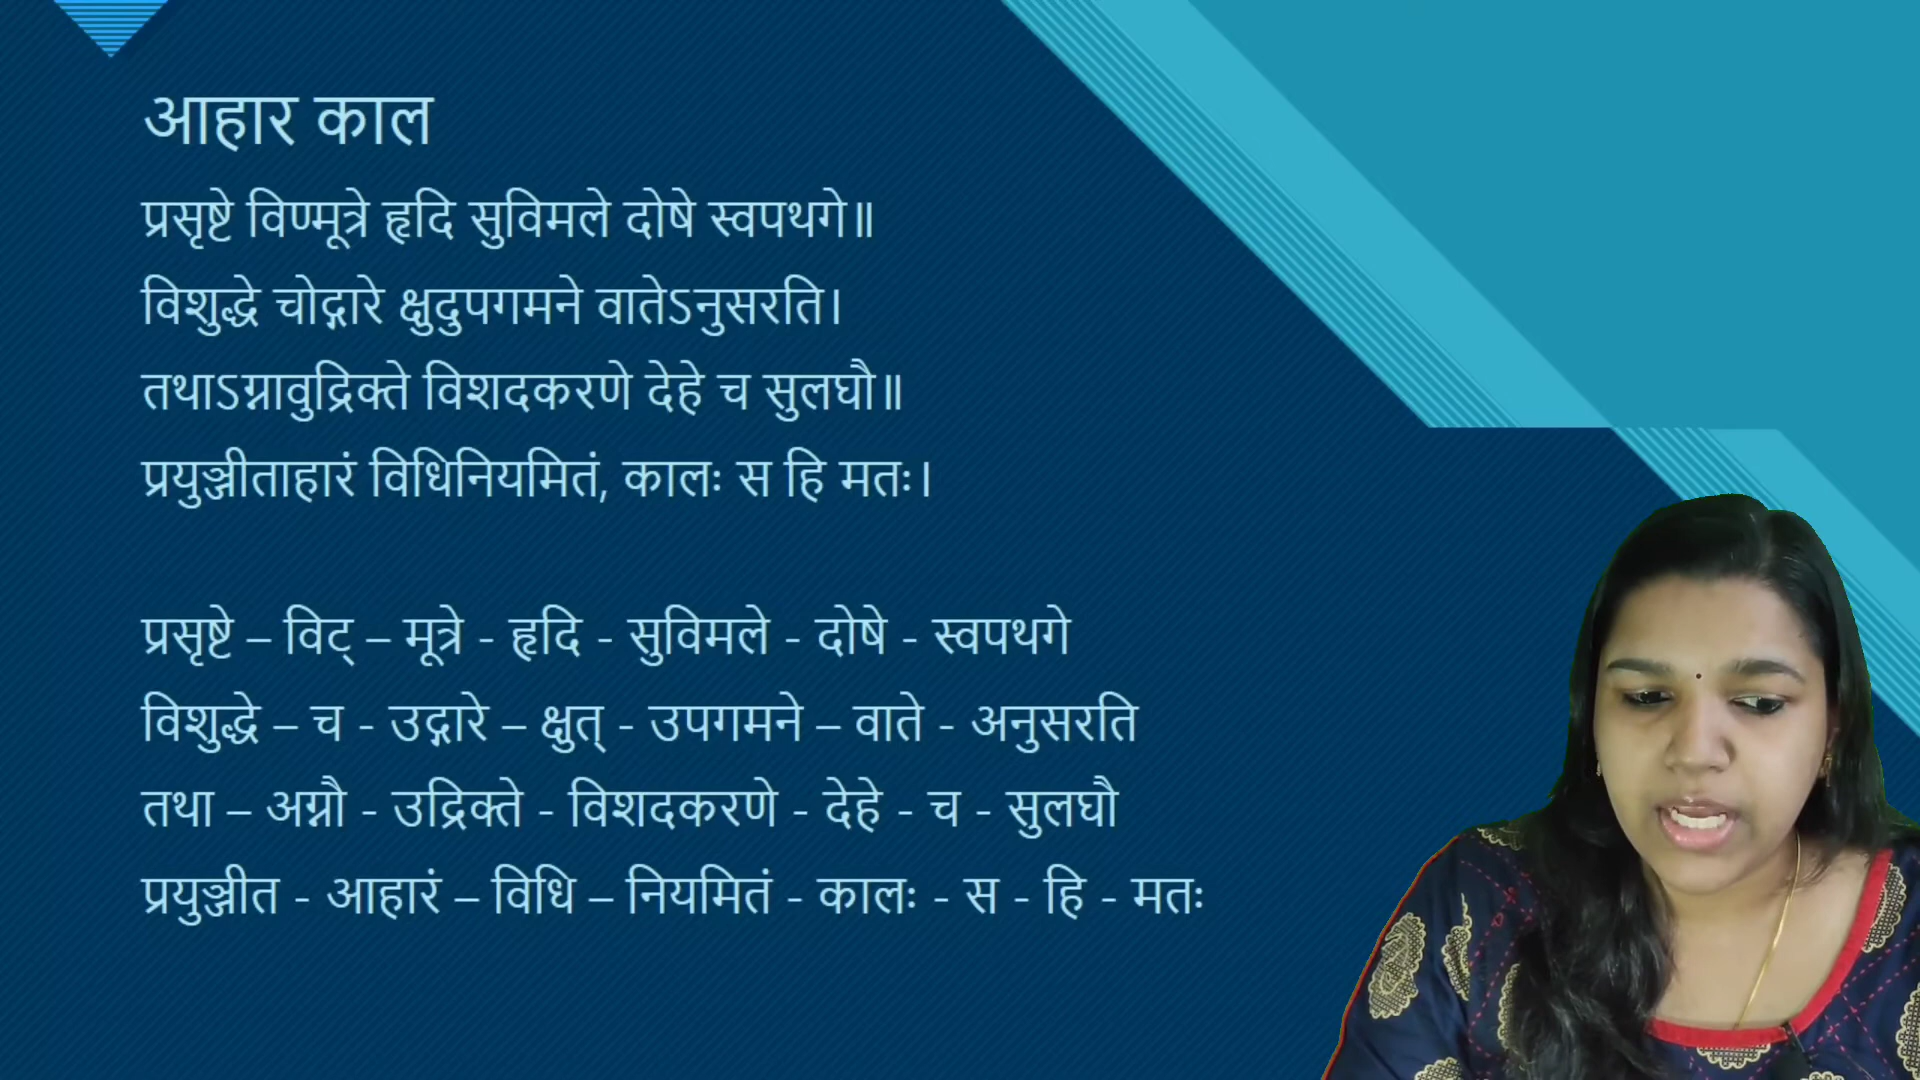 आहार काल
प्रसृष्टे विण्मूत्रे हृदि सुविमले दोषे स्वपथगे॥
विशुद्धे चोद्गारे क्षुदुपगमने वातेऽनुसरति।
तथाऽग्नावुद्रिक्ते विशदकरणे देहे च सुलघौ॥
प्रयुञ्जीताहारं विधिनियमितं, कालः स हि मतः।
प्रसृष्टे – विट् – मूत्रे - हृदि - सुविमले - दोषे - स्वपथगे
विशुद्धे – च - उद्गारे – क्षुत् - उपगमने – वाते - अनुसरति
तथा – अग्नौ - उद्रिक्ते - विशदकरणे - देहे - च - सुलघौ
प्रयुञ्जीत - आहारं – विधि – नियमितं - कालः - स - हि - मतः